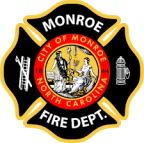 MONROE
CITY OF MONROE
NORTH CAROLINA
FIRE DEPT.